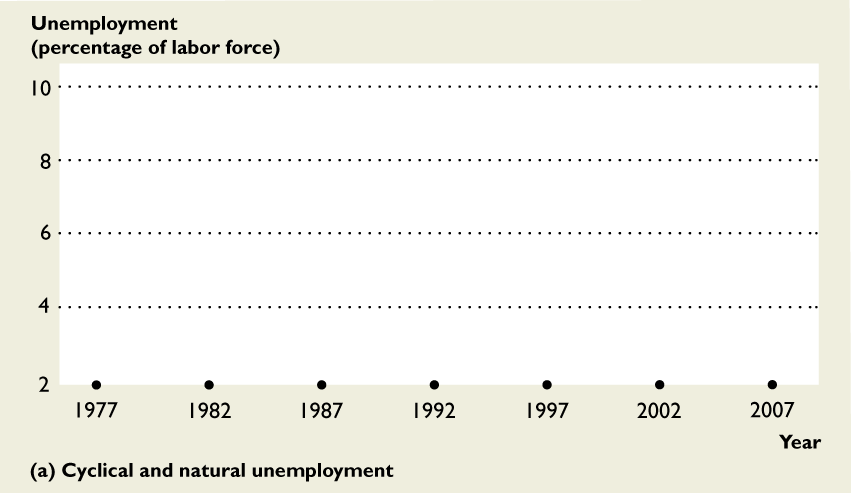 Unemployment
(percentage of labor force)
10
8
6
4
2
1977 1982 1987 1992 1997 2002 2007
Year
(a) Cyclical and natural unemployment